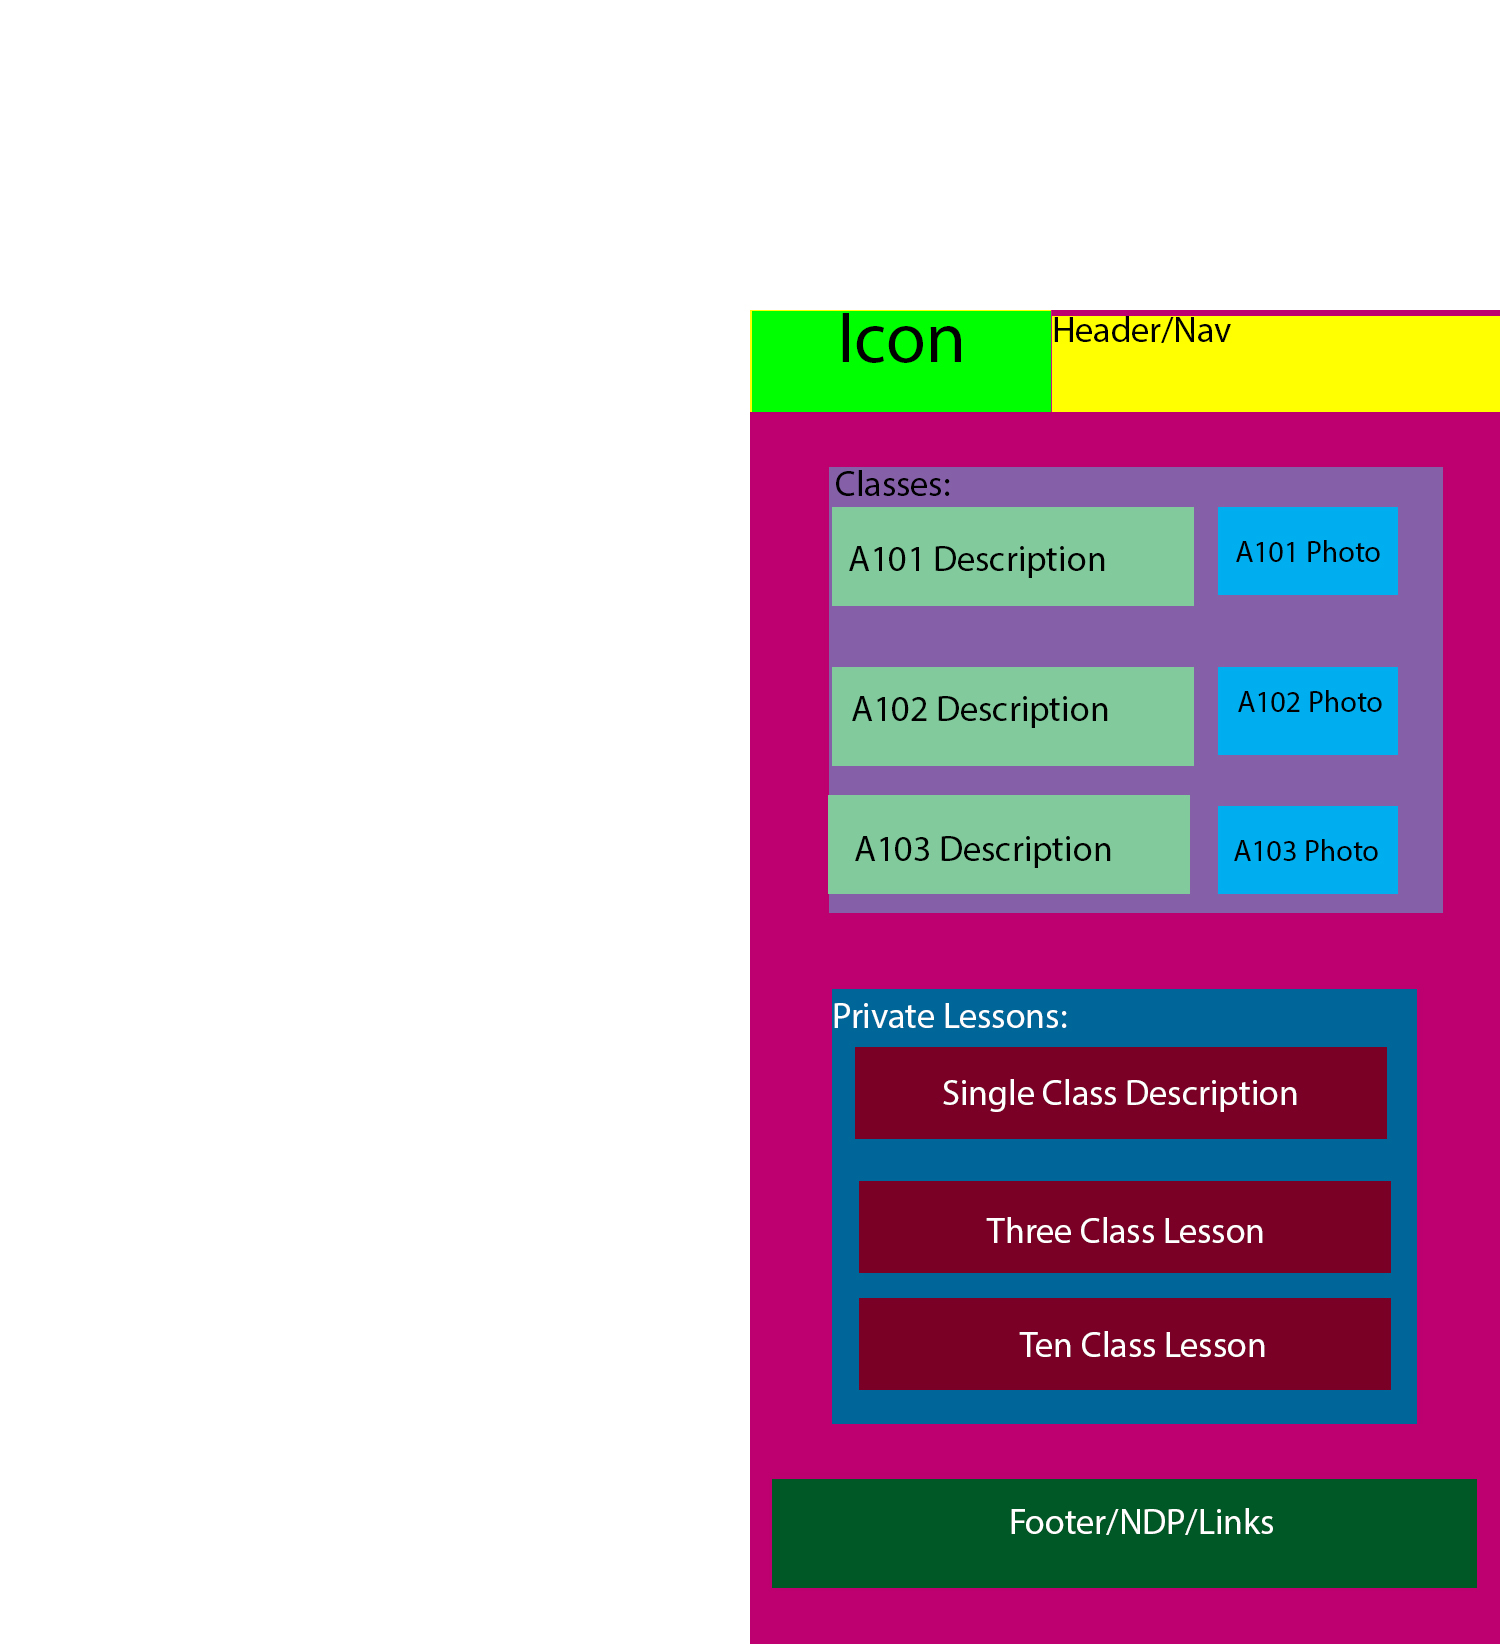 Icon
Header/Nav
Classes:
A101 Description
A101 Photo
A102 Description
A102 Photo
A103 Description
A103 Photo
Private Lessons:
Single Class Description
Three Class Lesson
Ten Class Lesson
Footer/NDP/Links